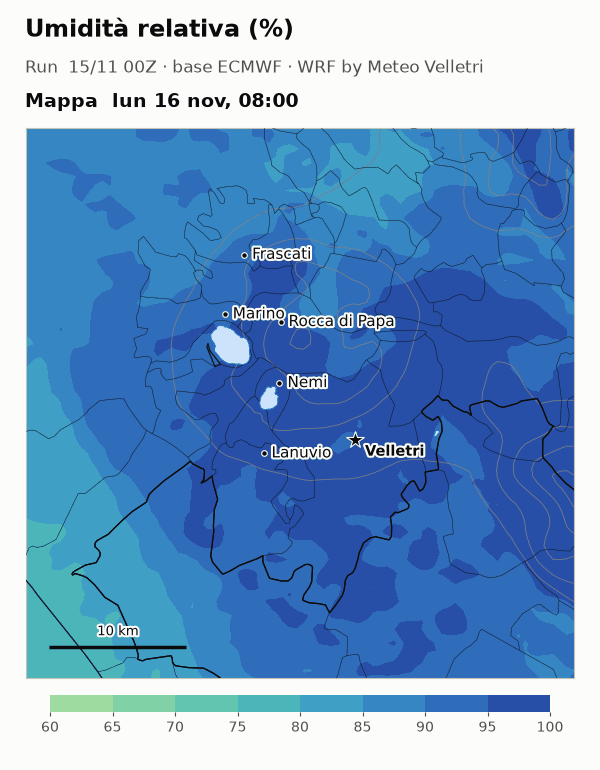 Umidità relativa (%)
Run  15/11 00Z · base ECMWF · WRF by Meteo Velletri
Mappa  lun 16 nov, 08:00
Frascati
Marino
Rocca di Papa
Nemi
Velletri
Lanuvio
10 km
60 65 70 75 80 85 90 95 100